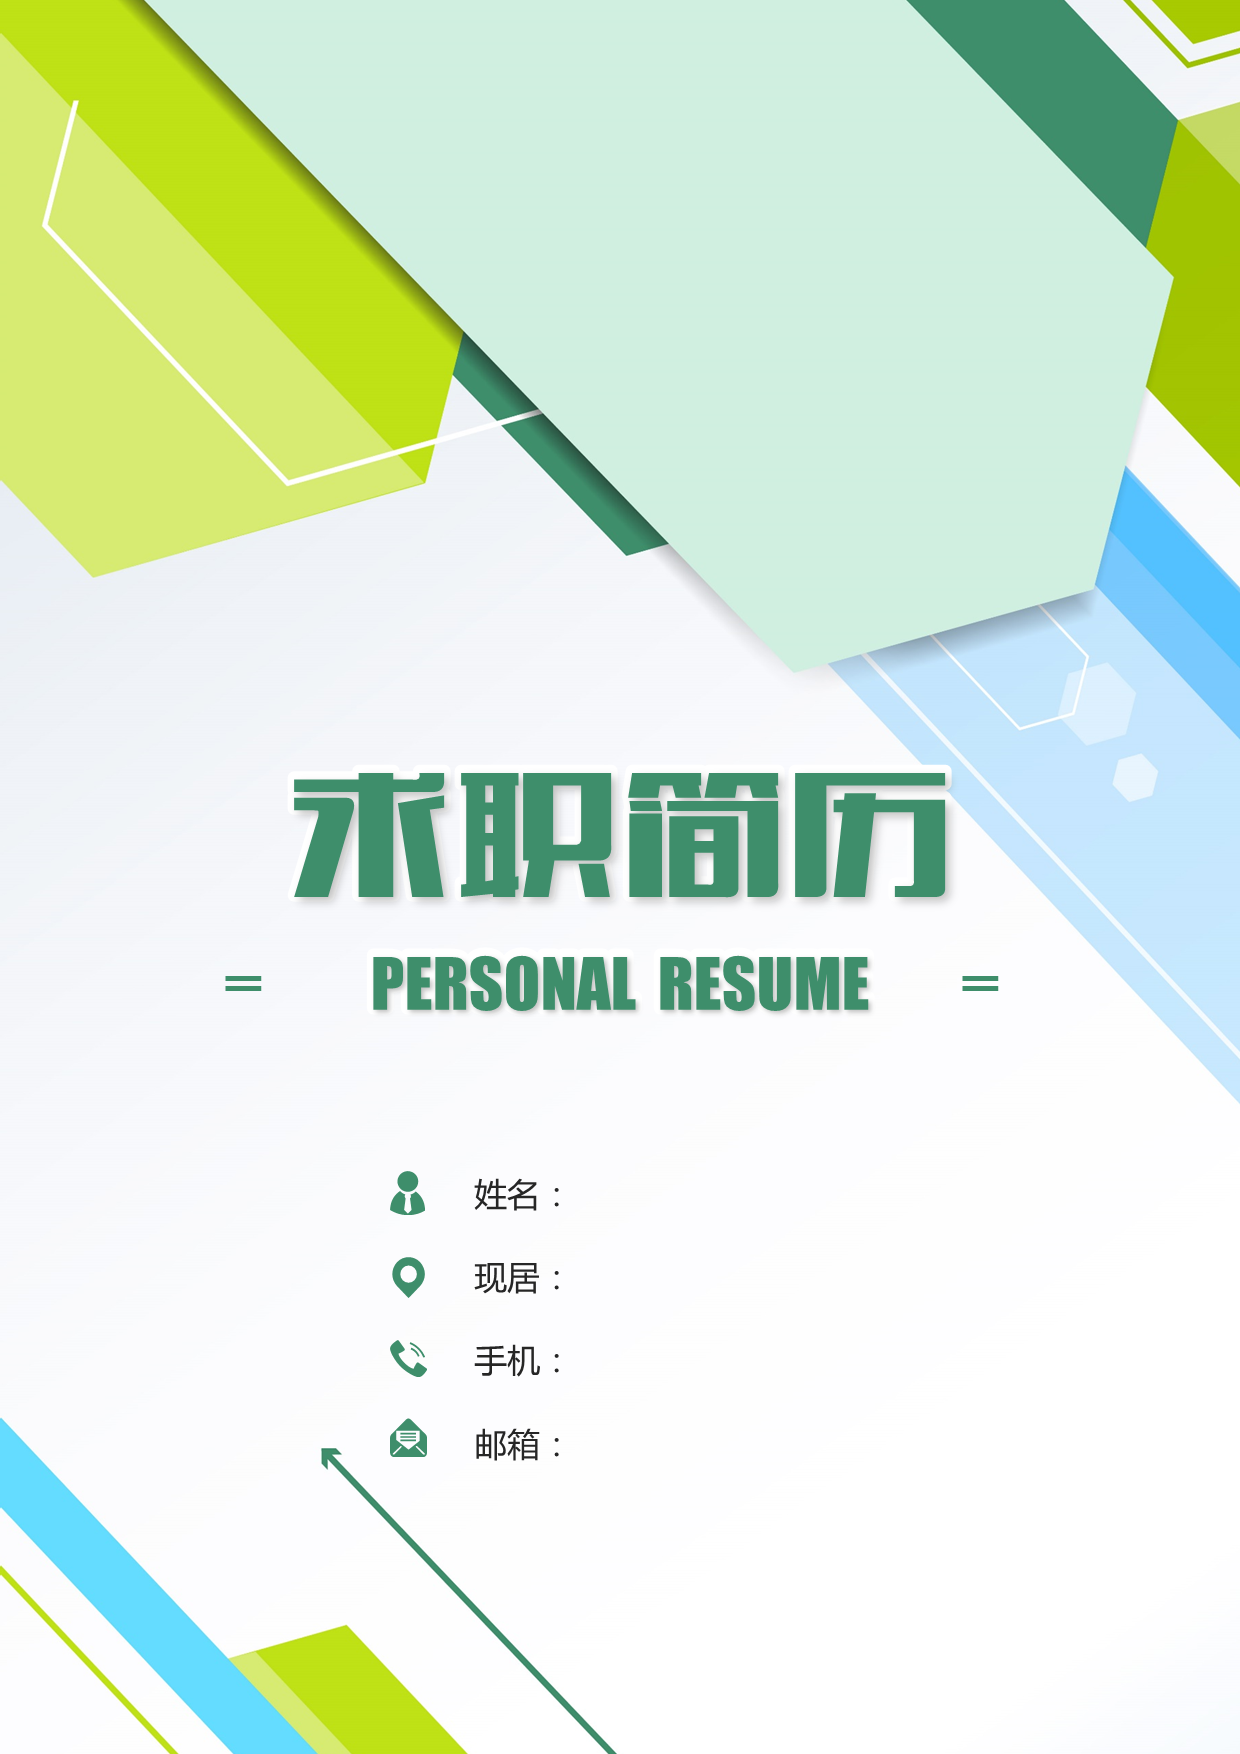 求职简历
= PERSONAL RESUME =
姓名：
现居：
手机：
邮箱：